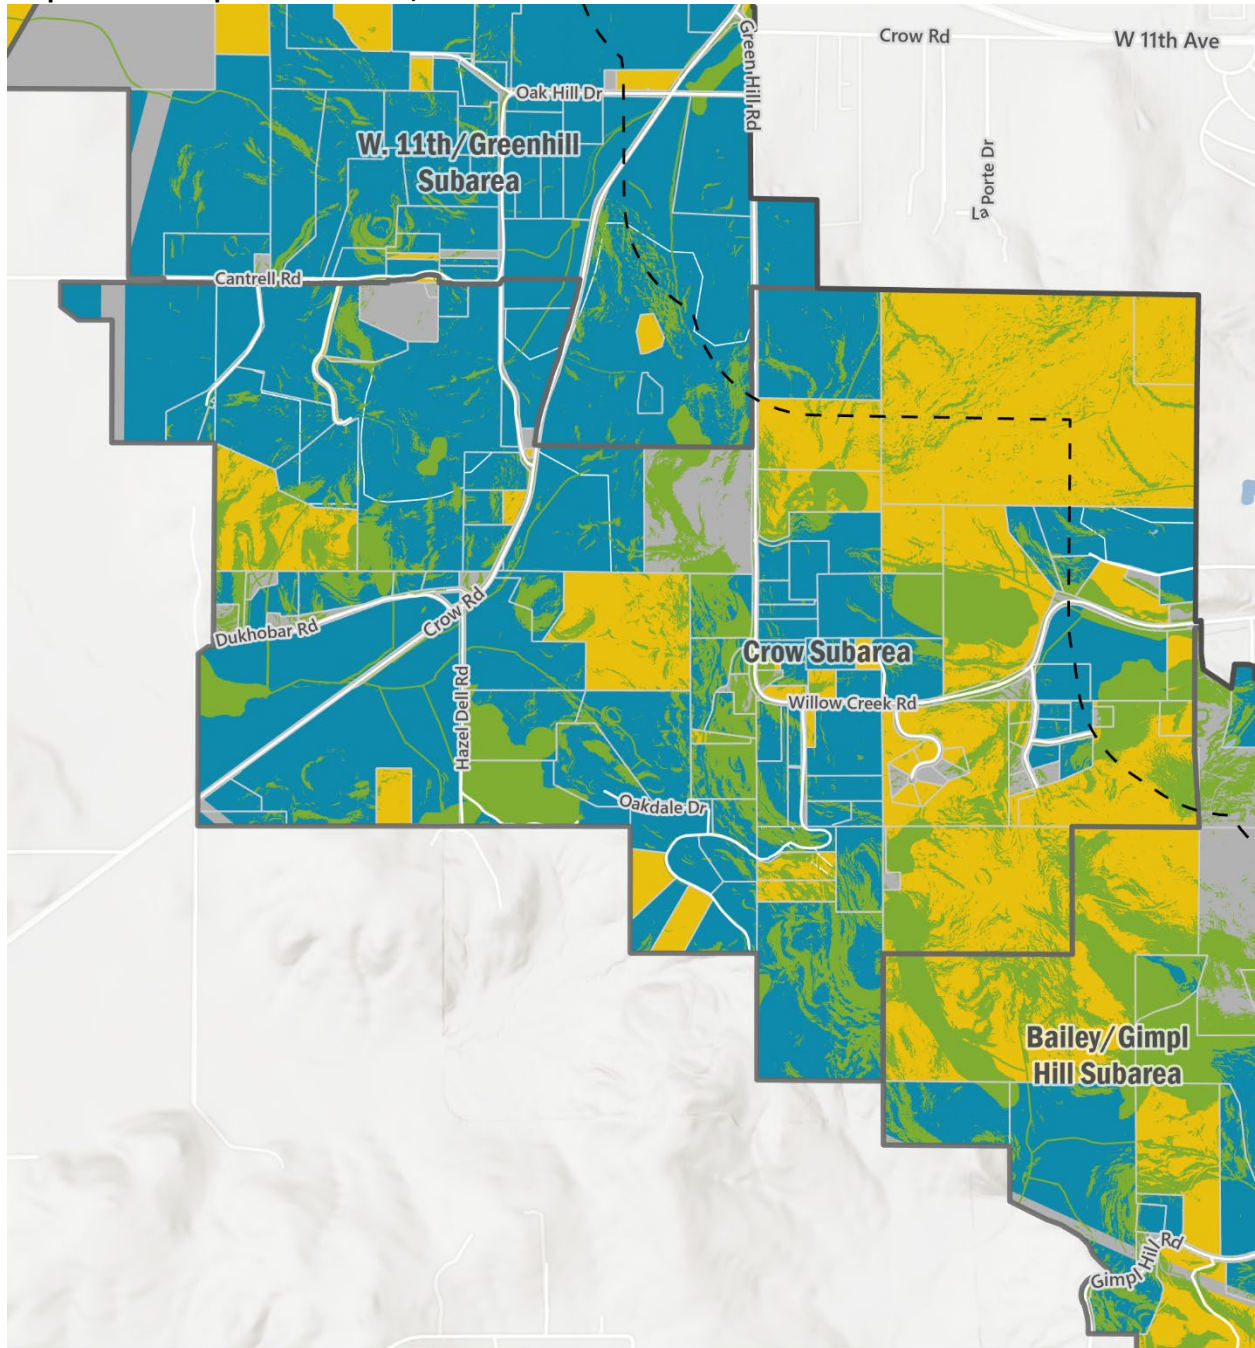 Crow Rd
W 11th Ave
Green Hill Rd
Oak Hill Dr
W. 11th/Greenhill
Subarea
La Porte Dr
Cantrell Rd
Crow Rd
Dukhobar Rd
Crow Subarea
Willow Creek Rd
Hazel Dell Rd
Oakdale Dr
Bailey/Gimpl
Hill Subarea
Gimpl Hill Rd